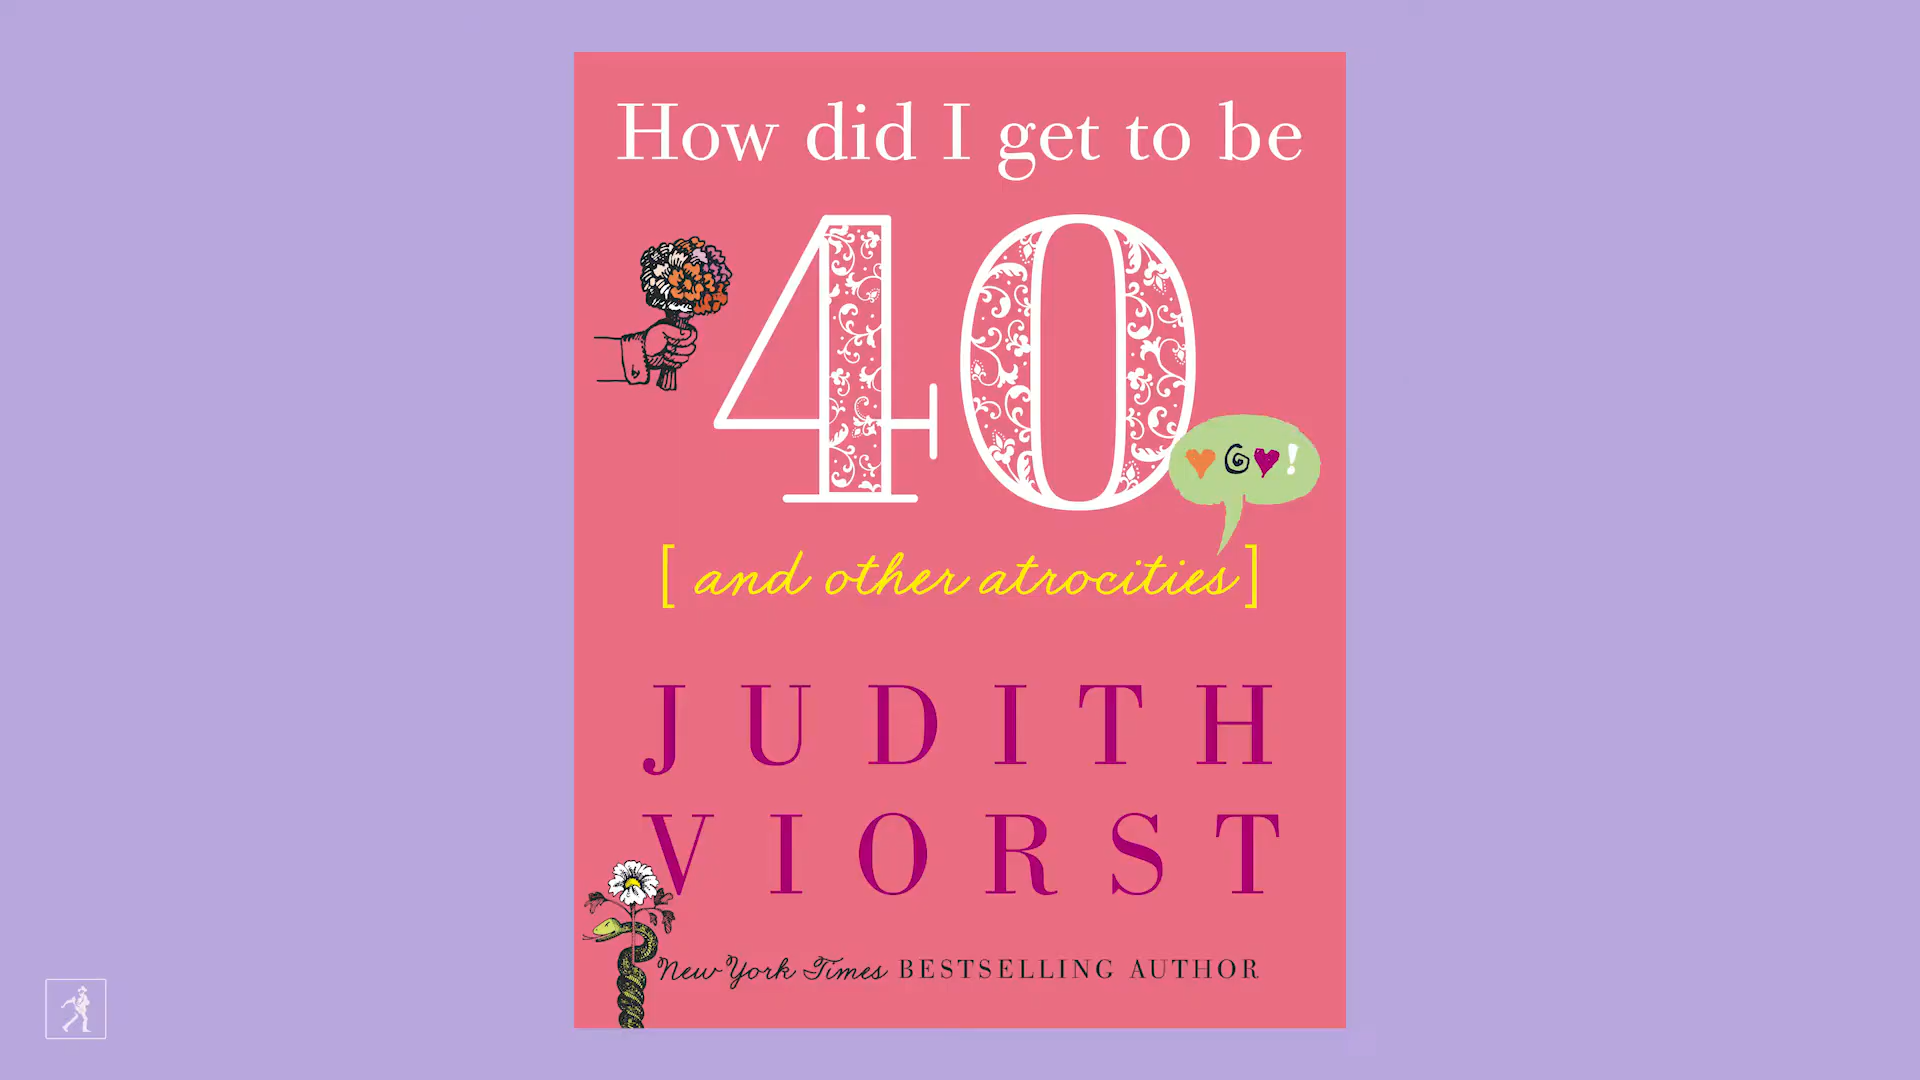 How did I get to be
40
!
[ and other atrocities ]
JUDITH
VIORST
New York Times BESTSELLING AUTHOR